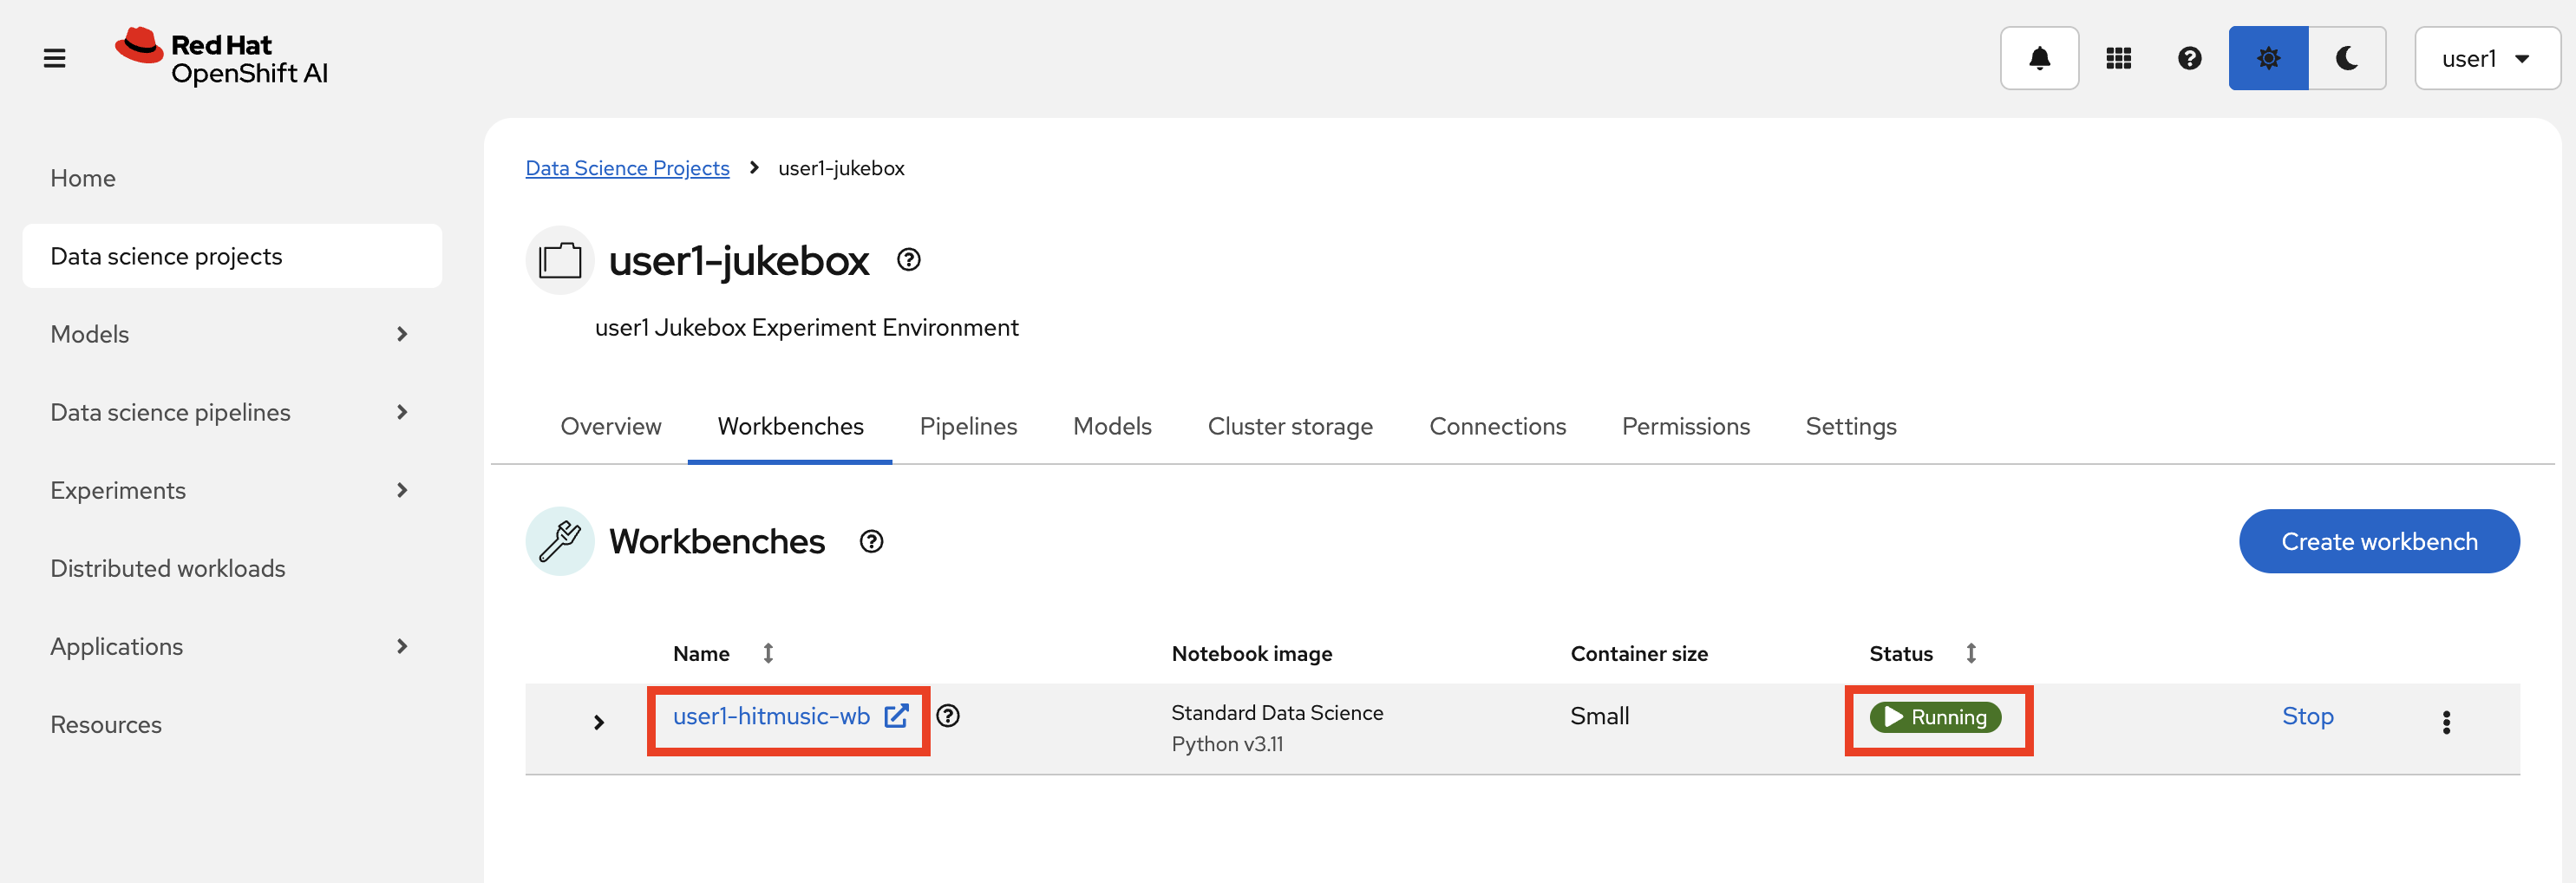 Red Hat
OpenShift AI
user1
Home
Data science projects
Models
Data science pipelines
Experiments
Distributed workloads
Applications
Resources
Data Science Projects > user1-jukebox
user1-jukebox
user1 Jukebox Experiment Environment
Overview Workbenches Pipelines Models Cluster storage Connections Permissions Settings
Workbenches
Create workbench
Name Notebook image Container size Status
user1-hitmusic-wb Standard Data Science Small Running Stop
Python v3.11